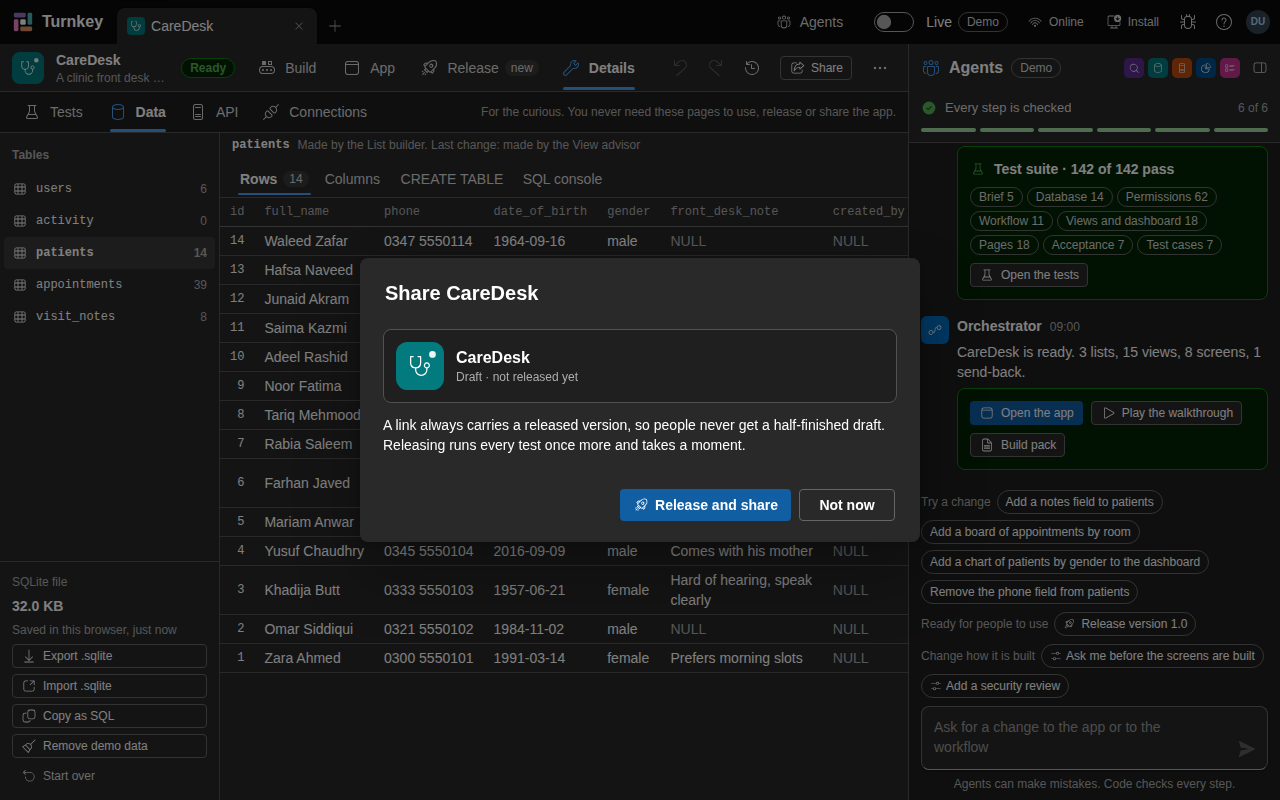 Turnkey
CareDesk
Agents
Live
Demo
Online
Install
DU
CareDesk
A clinic front desk …
Ready
Build
App
Release new
Details
Share
Agents Demo
Tests
Data
API
Connections
For the curious. You never need these pages to use, release or share the app.
Every step is checked
6 of 6
Tables
users 6
activity 0
patients 14
appointments 39
visit_notes 8
SQLite file
32.0 KB
Saved in this browser, just now
Export .sqlite
Import .sqlite
Copy as SQL
Remove demo data
Start over
patients Made by the List builder. Last change: made by the View advisor
Rows 14 Columns CREATE TABLE SQL console
id full_name phone date_of_birth gender front_desk_note created_by
14 Waleed Zafar 0347 5550114 1964-09-16 male NULL NULL
13 Hafsa Naveed
12 Junaid Akram
11 Saima Kazmi
10 Adeel Rashid
9 Noor Fatima
8 Tariq Mehmood
7 Rabia Saleem
6 Farhan Javed
5 Mariam Anwar
4 Yusuf Chaudhry 0345 5550104 2016-09-09 male Comes with his mother NULL
3 Khadija Butt 0333 5550103 1957-06-21 female Hard of hearing, speak clearly NULL
2 Omar Siddiqui 0321 5550102 1984-11-02 male NULL NULL
1 Zara Ahmed 0300 5550101 1991-03-14 female Prefers morning slots NULL
Share CareDesk
CareDesk
Draft · not released yet
A link always carries a released version, so people never get a half-finished draft.
Releasing runs every test once more and takes a moment.
Release and share
Not now
Test suite · 142 of 142 pass
Brief 5 Database 14 Permissions 62
Workflow 11 Views and dashboard 18
Pages 18 Acceptance 7 Test cases 7
Open the tests
Orchestrator 09:00
CareDesk is ready. 3 lists, 15 views, 8 screens, 1
send-back.
Open the app
Play the walkthrough
Build pack
Try a change Add a notes field to patients
Add a board of appointments by room
Add a chart of patients by gender to the dashboard
Remove the phone field from patients
Ready for people to use Release version 1.0
Change how it is built Ask me before the screens are built
Add a security review
Ask for a change to the app or to the
workflow
Agents can make mistakes. Code checks every step.